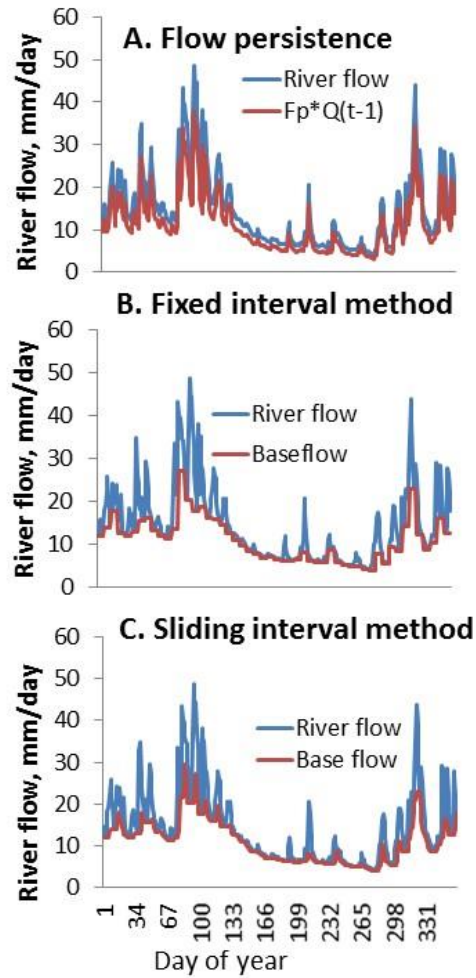 A. Flow persistence
River flow
Fp*Q(t-1)
River flow, mm/day
60
50
40
30
20
10
0
B. Fixed interval method
River flow
Baseflow
River flow, mm/day
60
50
40
30
20
10
0
C. Sliding interval method
River flow
Base flow
River flow, mm/day
60
50
40
30
20
10
0
1
34
67
100
133
166
199
232
265
298
331
Day of year